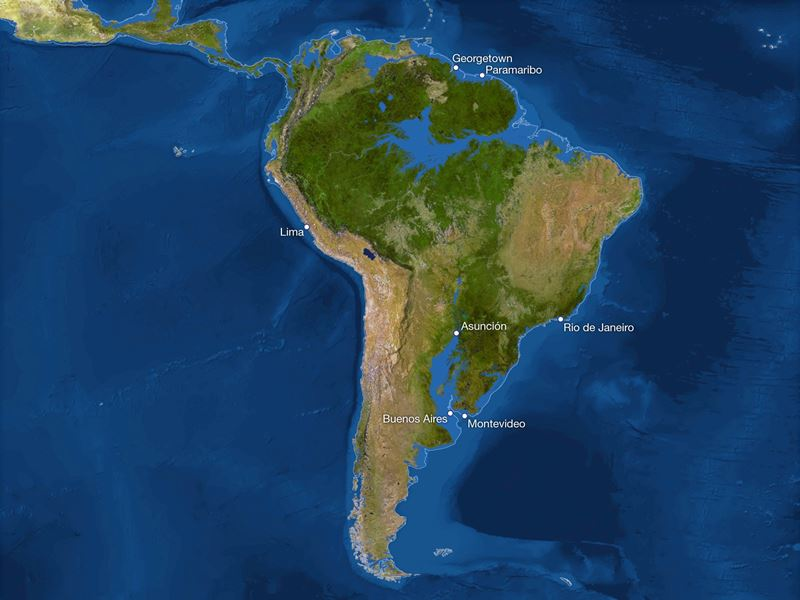 Georgetown
Paramaribo
Lima
Asunción
Rio de Janeiro
Buenos Aires
Montevideo